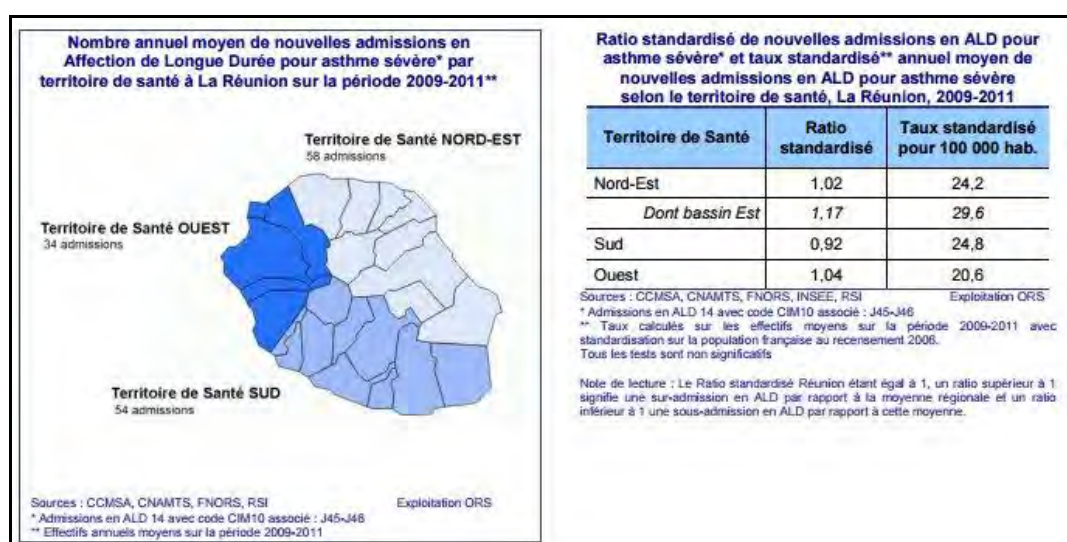 Nombre annuel moyen de nouvelles admissions en
Affection de Longue Durée pour asthme sévère* par
territoire de santé à La Réunion sur la période 2009-2011**
Territoire de Santé NORD-EST
58 admissions
Territoire de Santé OUEST
34 admissions
Territoire de Santé SUD
54 admissions
Sources : CCMSA, CNAMTS, FNORS, RSI Exploitation ORS
* Admissions en ALD 14 avec code CIM10 associé : J45-J46
** Effectifs annuels moyens sur la période 2009-2011
Ratio standardisé de nouvelles admissions en ALD pour
asthme sévère* et taux standardisé** annuel moyen de
nouvelles admissions en ALD pour asthme sévère
selon le territoire de santé, La Réunion, 2009-2011
Territoire de Santé Ratio standardisé Taux standardisé pour 100 000 hab.
Nord-Est 1,02 24,2
Dont bassin Est 1,17 29,6
Sud 0,92 24,8
Ouest 1,04 20,6
Sources : CCMSA, CNAMTS, FNORS, INSEE, RSI Exploitation ORS
* Admissions en ALD 14 avec code CIM10 associé : J45-J46
** Taux calculés sur les effectifs moyens sur la période 2009-2011 avec
standardisation sur la population française au recensement 2006.
Tous les tests sont non significatifs
Note de lecture : Le Ratio standardisé Réunion étant égal à 1, un ratio supérieur à 1
signifie une sur-admission en ALD par rapport à la moyenne régionale et un ratio
inférieur à 1 une sous-admission en ALD par rapport à cette moyenne.